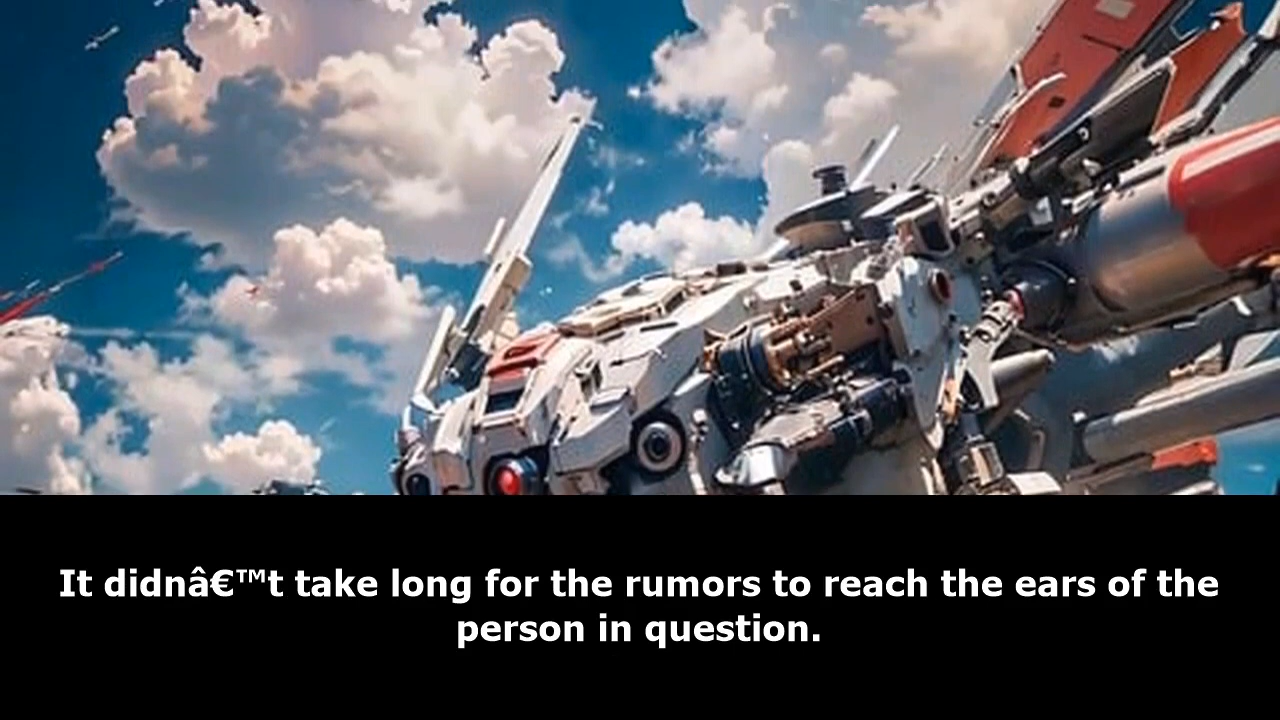 It didnâ€™t take long for the rumors to reach the ears of the
person in question.